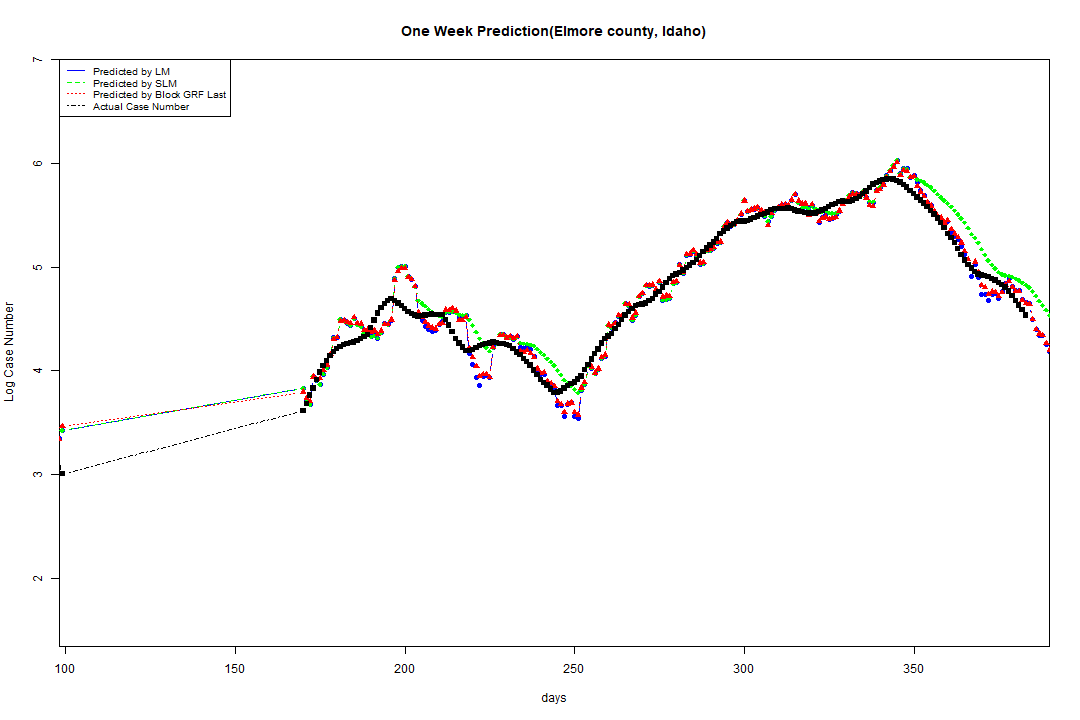 One Week Prediction(Elmore county, Idaho)
Predicted by LM
Predicted by SLM
Predicted by Block GRF Last
Actual Case Number
7
6
5
4
3
2
Log Case Number
100 150 200 250 300 350
days